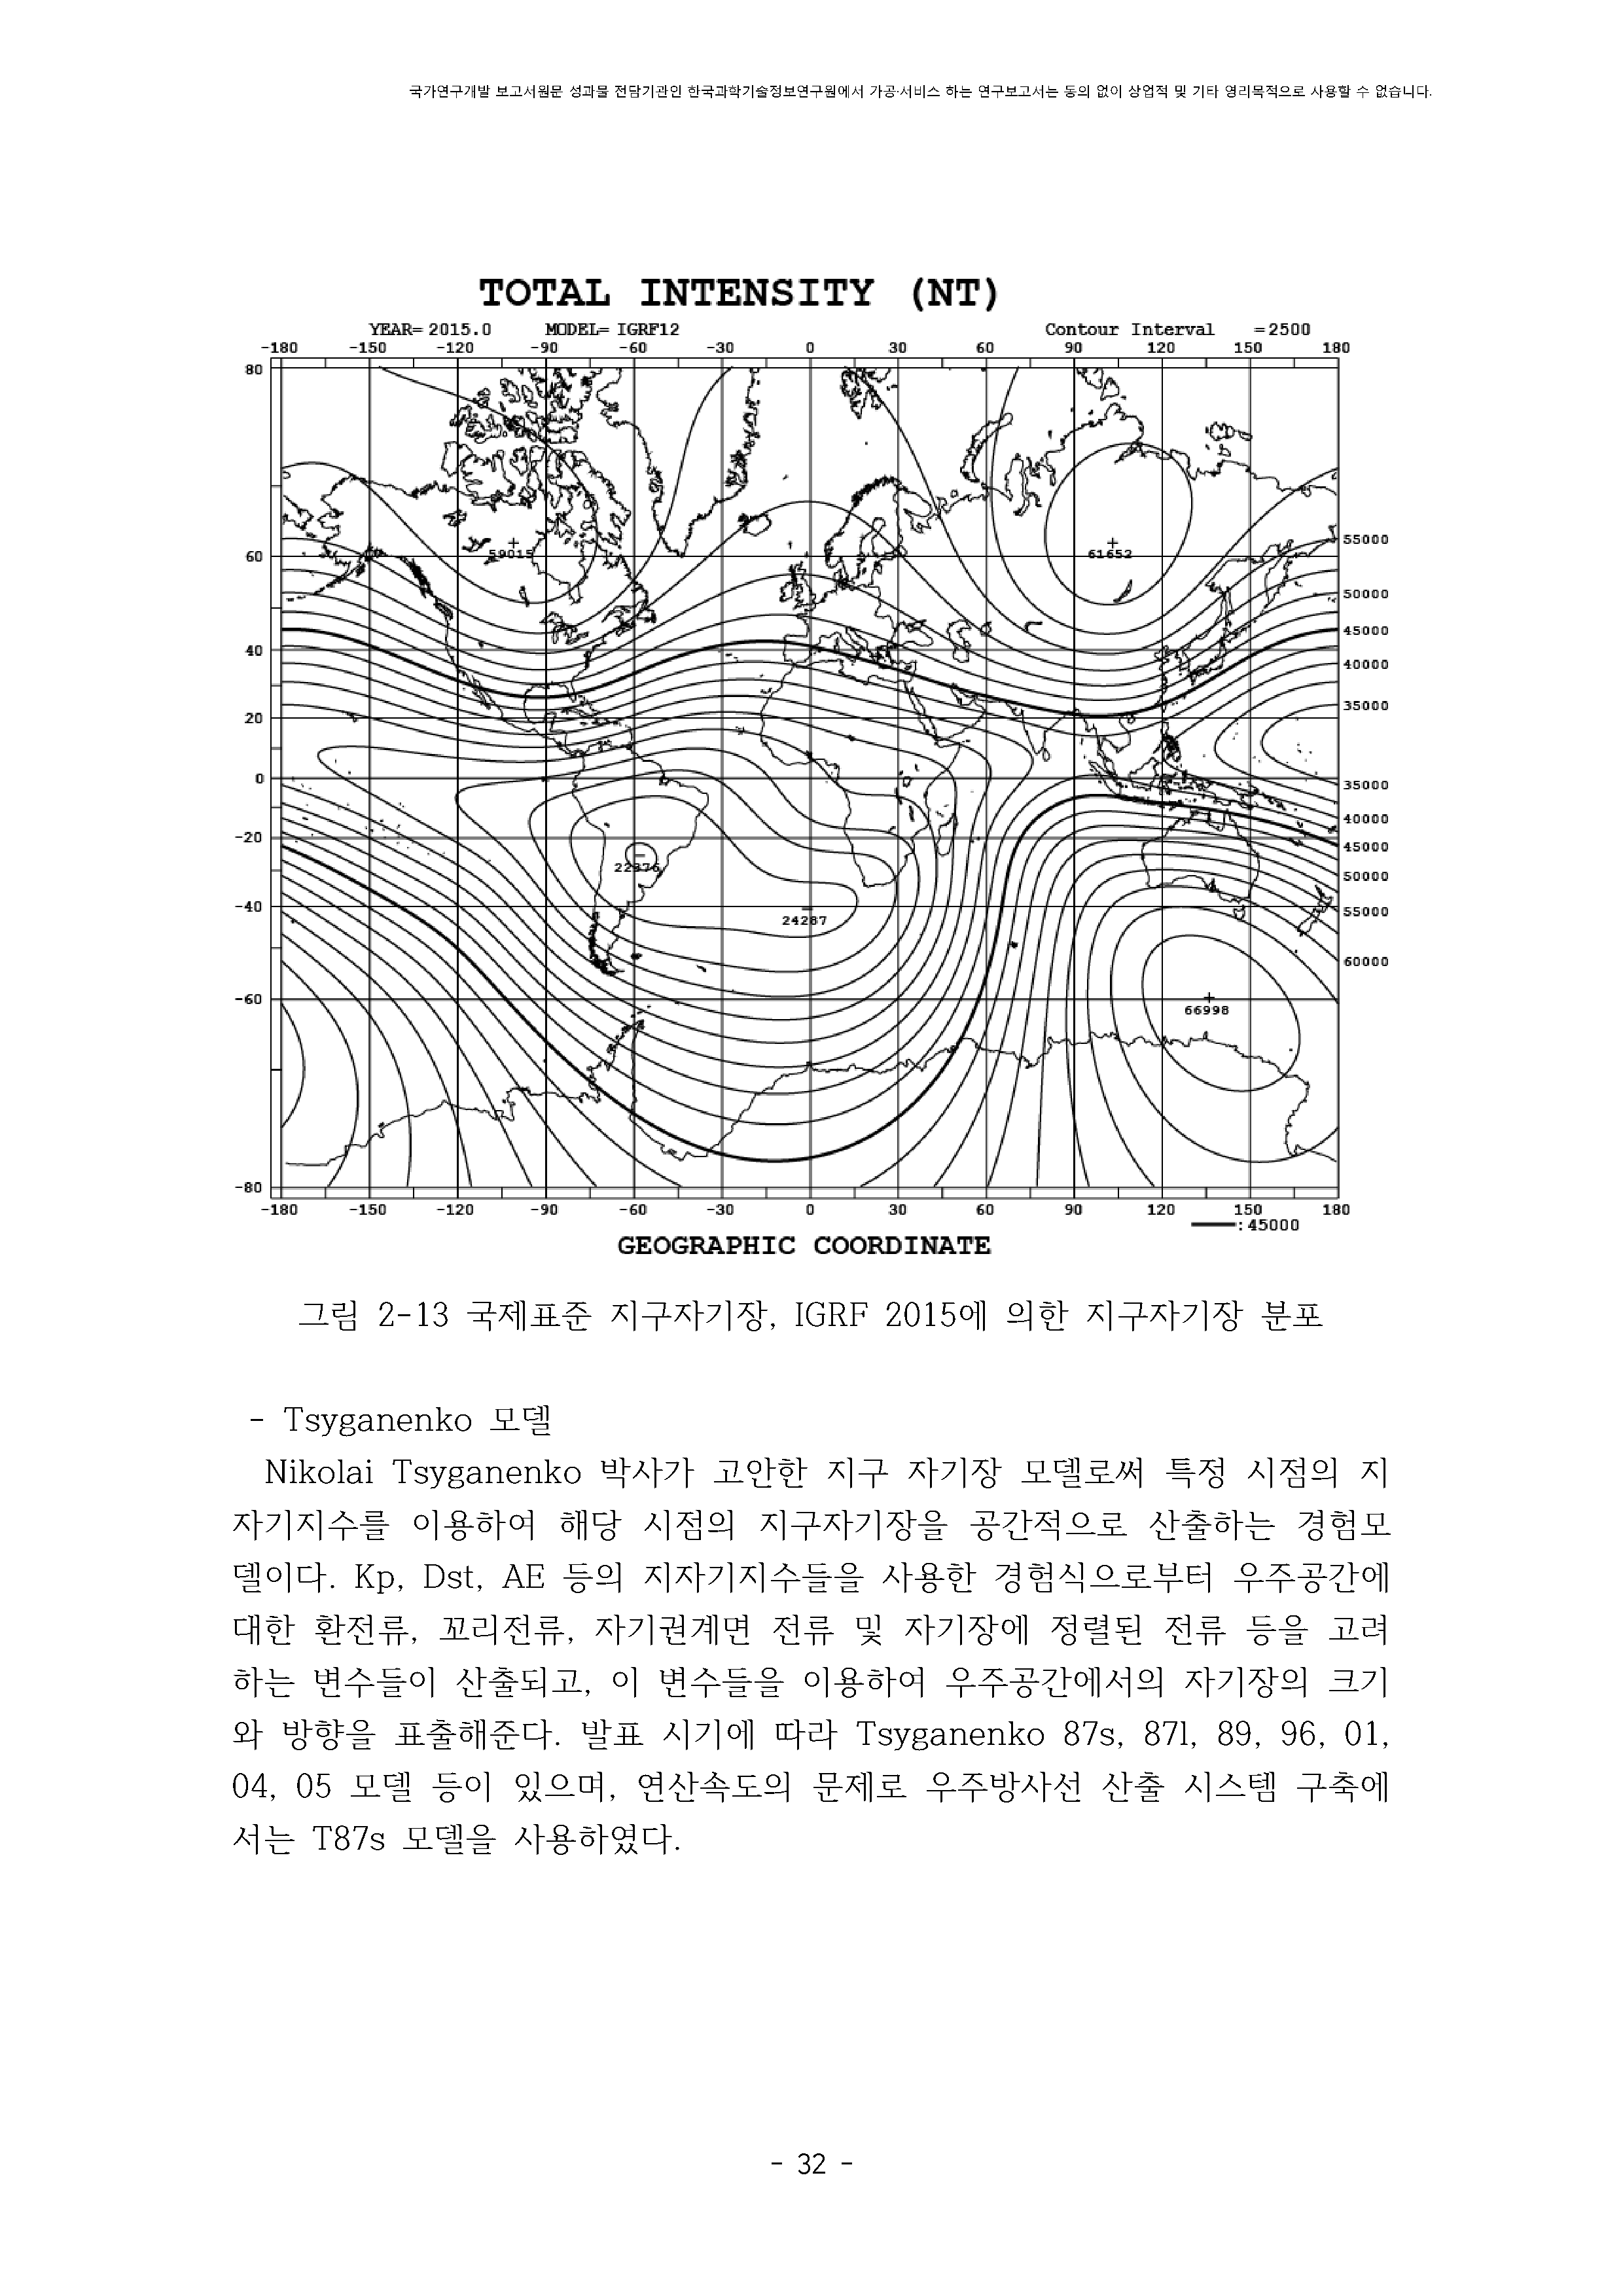 국가연구개발 보고서원문 성과물 전담기관인 한국과학기술정보연구원에서 가공·서비스 하는 연구보고서는 동의 없이 상업적 및 기타 영리목적으로 사용할 수 없습니다.
TOTAL INTENSITY (NT)
YEAR= 2015.0 MODEL= IGRF12 Contour Interval =2500
-180 -150 -120 -90 -60 -30 0 30 60 90 120 150 180
80
60
40
20
0
-20
-40
-60
-80
59015
61652
22376
24287
66998
55000
50000
45000
40000
35000
35000
40000
45000
50000
55000
60000
-180 -150 -120 -90 -60 -30 0 30 60 90 120 150 180
:45000
GEOGRAPHIC COORDINATE
그림 2-13 국제표준 지구자기장, IGRF 2015에 의한 지구자기장 분포
- Tsyganenko 모델
Nikolai Tsyganenko 박사가 고안한 지구 자기장 모델로써 특정 시점의 지
자기지수를 이용하여 해당 시점의 지구자기장을 공간적으로 산출하는 경험모
델이다. Kp, Dst, AE 등의 지자기지수들을 사용한 경험식으로부터 우주공간에
대한 환전류, 꼬리전류, 자기권계면 전류 및 자기장에 정렬된 전류 등을 고려
하는 변수들이 산출되고, 이 변수들을 이용하여 우주공간에서의 자기장의 크기
와 방향을 표출해준다. 발표 시기에 따라 Tsyganenko 87s, 87l, 89, 96, 01,
04, 05 모델 등이 있으며, 연산속도의 문제로 우주방사선 산출 시스템 구축에
서는 T87s 모델을 사용하였다.
- 32 -